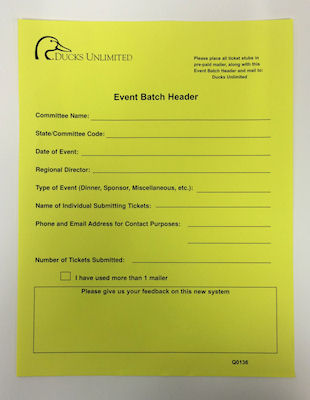 DUCKS UNLIMITED
Please place all ticket stubs in
pre-paid mailer, along with this
Event Batch Header and mail to:
Ducks Unlimited
Event Batch Header
Committee Name:
State/Committee Code:
Date of Event:
Regional Director:
Type of Event (Dinner, Sponsor, Miscellaneous, etc.):
Name of Individual Submitting Tickets:
Phone and Email Address for Contact Purposes:
Number of Tickets Submitted:
I have used more than 1 mailer
Please give us your feedback on this new system
Q0136